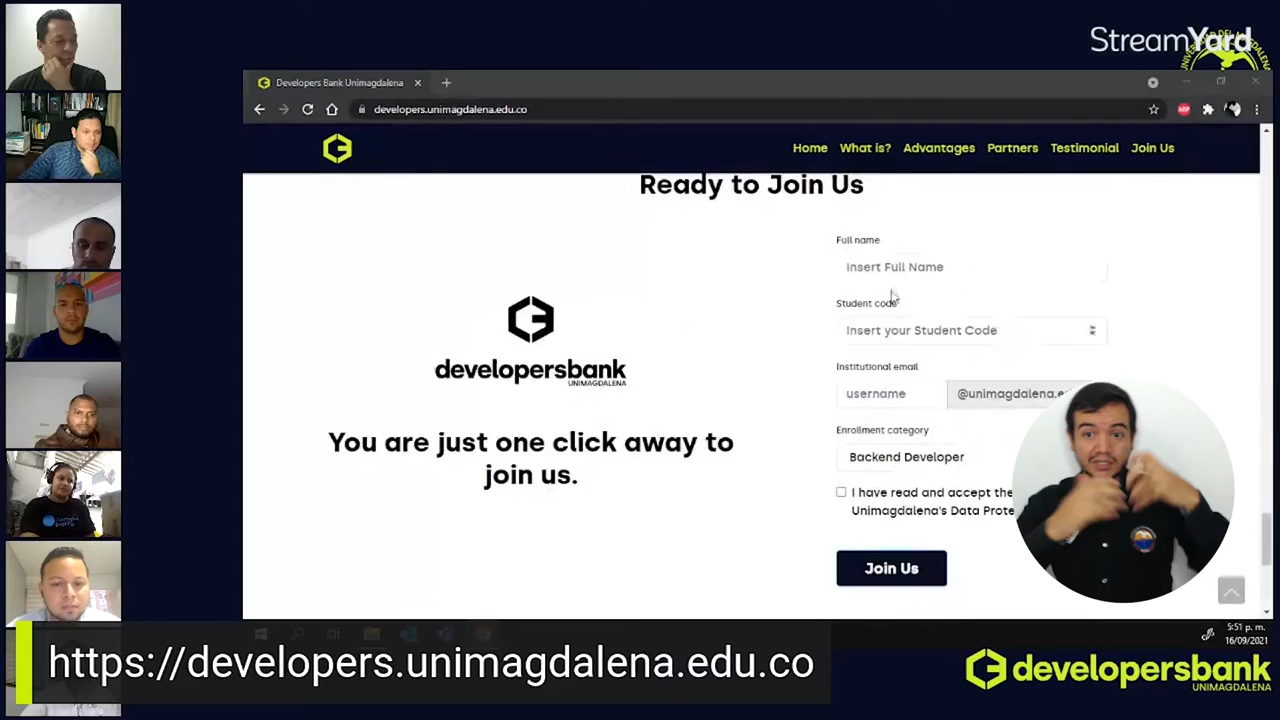 StreamYard
Developers Bank Unimagdalena
developers.unimagdalena.edu.co
Home What is? Advantages Partners Testimonial Join Us
Ready to Join Us
Full name
Insert Full Name
Student code
Insert your Student Code
Institutional email
username @unimagdalena.e
Enrollment category
Backend Developer
I have read and accept the
Unimagdalena's Data Prote
Join Us
developersbank
UNIMAGDALENA
You are just one click away to
join us.
5:51 p. m.
16/09/2021
https://developers.unimagdalena.edu.co
developersbank
UNIMAGDALENA